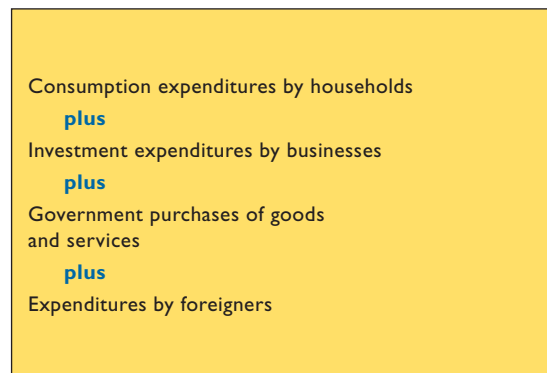 Consumption expenditures by households
plus
Investment expenditures by businesses
plus
Government purchases of goods
and services
plus
Expenditures by foreigners